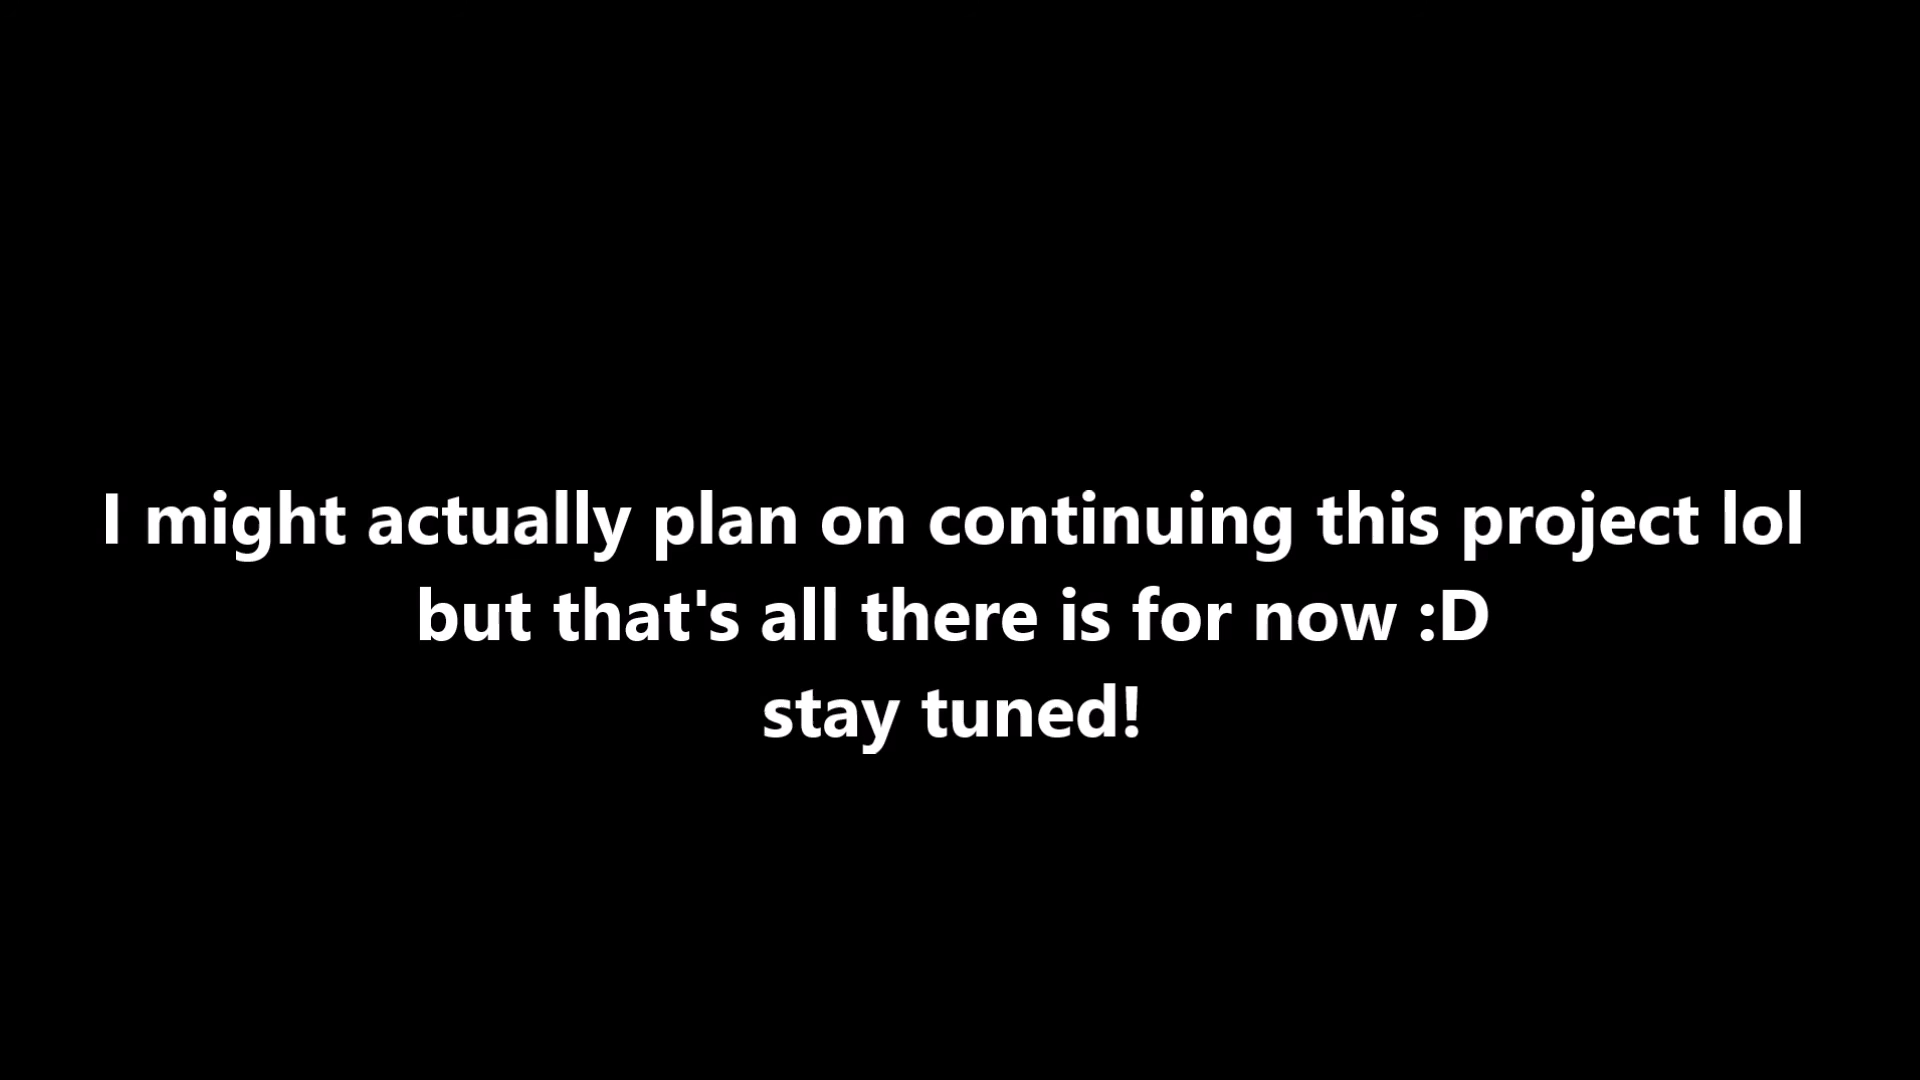 I might actually plan on continuing this project lol
but that's all there is for now :D
stay tuned!